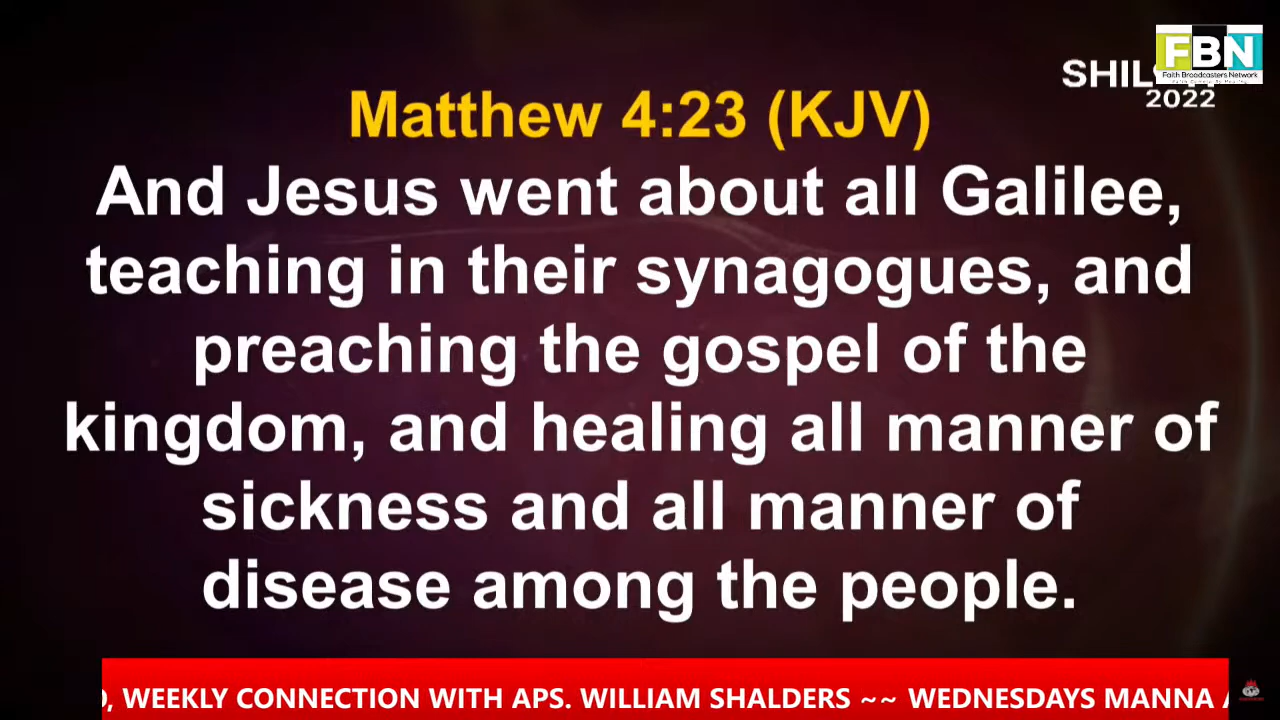 FBN
Faith Broadcasters Network
SHIL
2022
Matthew 4:23 (KJV)
And Jesus went about all Galilee,
teaching in their synagogues, and
preaching the gospel of the
kingdom, and healing all manner of
sickness and all manner of
disease among the people.
, WEEKLY CONNECTION WITH APS. WILLIAM SHALDERS ~~ WEDNESDAYS MANNA